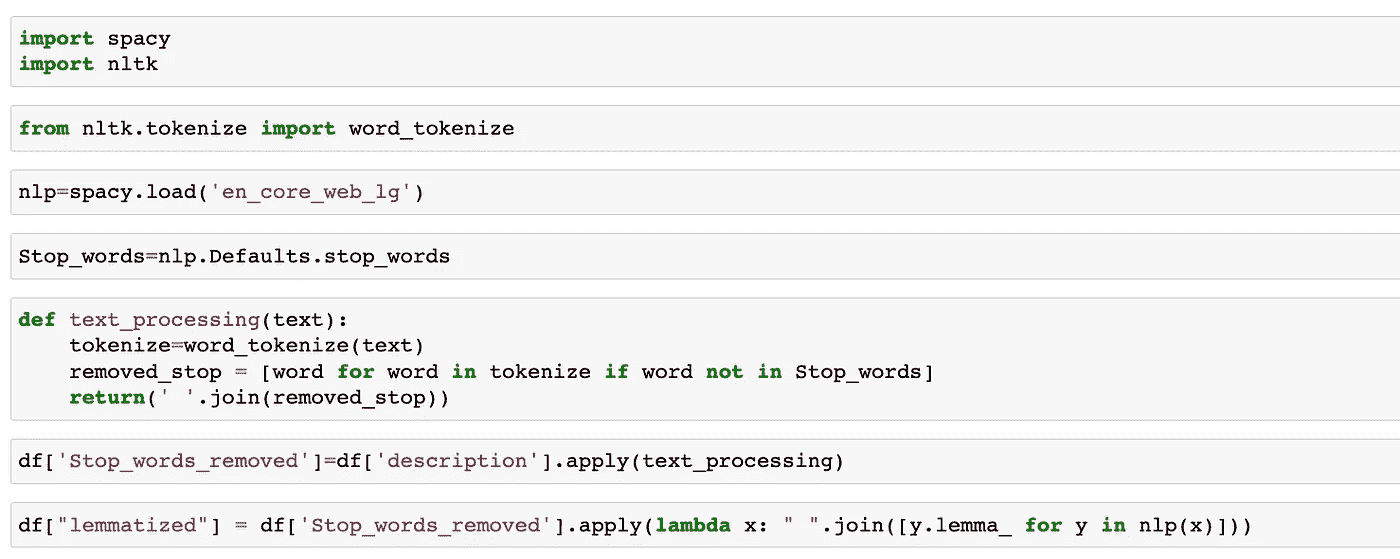 import spacy
import nltk
from nltk.tokenize import word_tokenize
nlp=spacy.load('en_core_web_lg')
Stop_words=nlp.Defaults.stop_words
def text_processing(text):
    tokenize=word_tokenize(text)
    removed_stop = [word for word in tokenize if word not in Stop_words]
    return(' '.join(removed_stop))
df['Stop_words_removed']=df['description'].apply(text_processing)
df["lemmatized"] = df['Stop_words_removed'].apply(lambda x: " ".join([y.lemma_ for y in nlp(x)]))